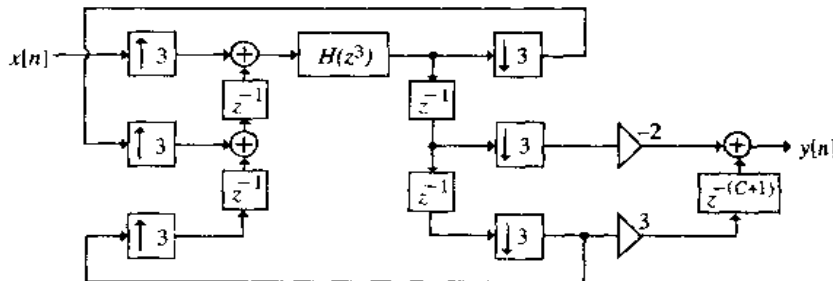 x[n] ↑ 3 + H(z³) ↓ 3
z⁻¹ z⁻¹
↑ 3 + ↓ 3 −2 + y[n]
z⁻¹ z⁻¹ z⁻⁽ᶜ⁺¹⁾
↑ 3 ↓ 3 3